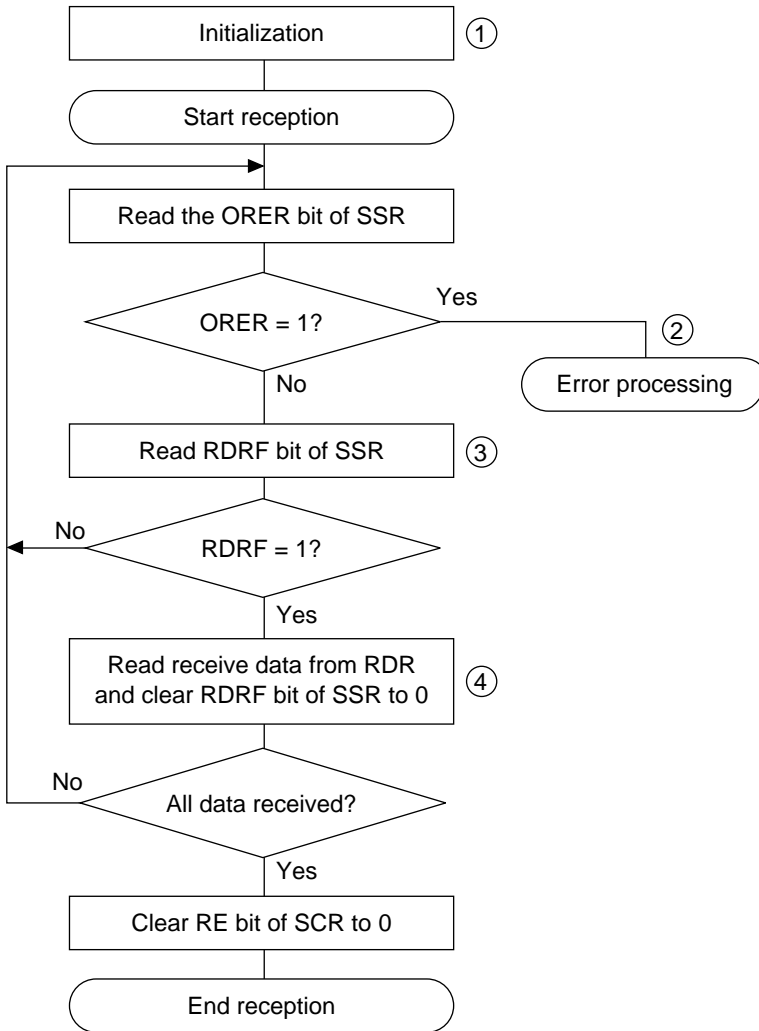 Initialization
1
Start reception
Read the ORER bit of SSR
ORER = 1?
Yes
2
Error processing
No
Read RDRF bit of SSR
3
No
RDRF = 1?
Yes
Read receive data from RDR
and clear RDRF bit of SSR to 0
4
No
All data received?
Yes
Clear RE bit of SCR to 0
End reception